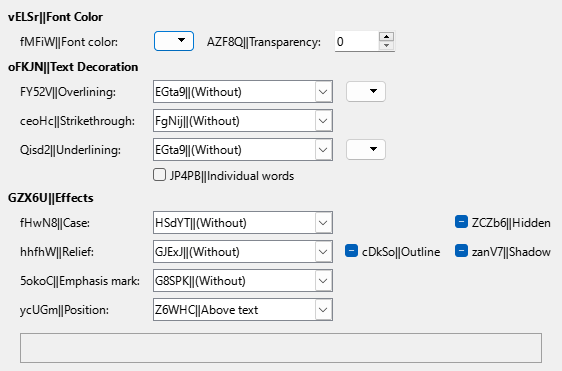 vELSr||Font Color
fMFiW||Font color: AZF8Q||Transparency: 0
oFKJN||Text Decoration
FY52V||Overlining: EGta9||(Without)
ceoHc||Strikethrough: FgNij||(Without)
Qisd2||Underlining: EGta9||(Without)
JP4PB||Individual words
GZX6U||Effects
fHwN8||Case: HSdYT||(Without) ZCZb6||Hidden
hhfhW||Relief: GJExJ||(Without) cDkSo||Outline zanV7||Shadow
5okoC||Emphasis mark: G8SPK||(Without)
ycUGm||Position: Z6WHC||Above text